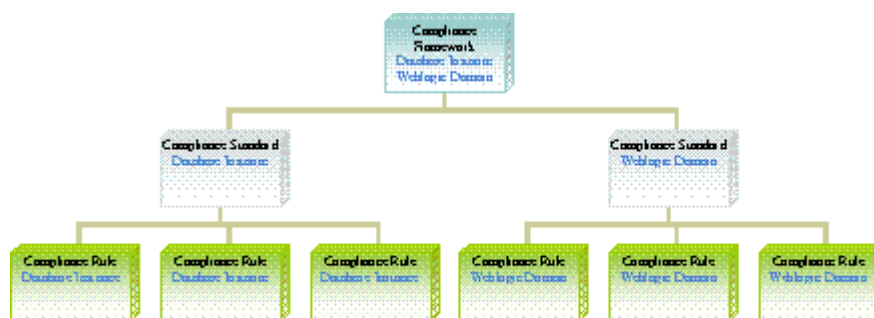 Compliance
Framework
Database Instance
Weblogic Domain
Compliance Standard
Database Instance
Compliance Standard
Weblogic Domain
Compliance Rule
Database Instance
Compliance Rule
Database Instance
Compliance Rule
Database Instance
Compliance Rule
Weblogic Domain
Compliance Rule
Weblogic Domain
Compliance Rule
Weblogic Domain